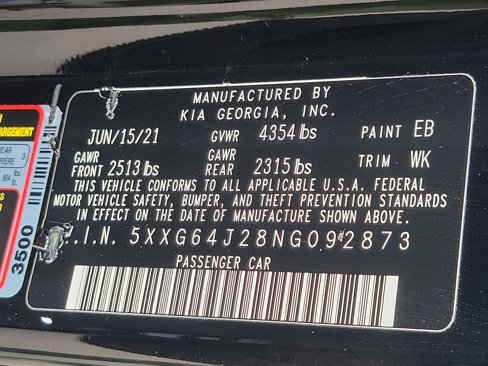 MANUFACTURED BY
KIA GEORGIA, INC.
JUN/15/21 GVWR 4354 lbs PAINT EB
GAWR FRONT 2513 lbs GAWR REAR 2315 lbs TRIM WK
THIS VEHICLE CONFORMS TO ALL APPLICABLE U.S.A. FEDERAL
MOTOR VEHICLE SAFETY, BUMPER, AND THEFT PREVENTION STANDARDS
IN EFFECT ON THE DATE OF MANUFACTURE SHOWN ABOVE.
.I.N. 5XXG64J28NG092873
PASSENGER CAR
3500